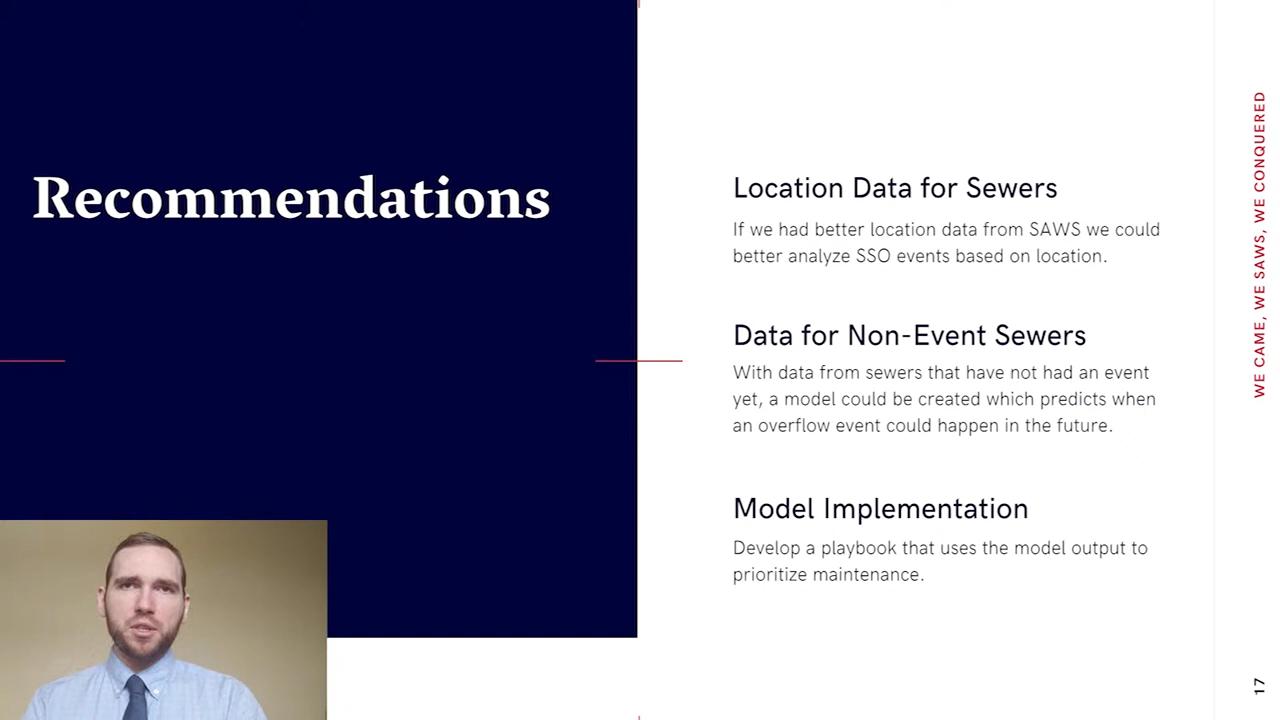 Recommendations
Location Data for Sewers
If we had better location data from SAWS we could
better analyze SSO events based on location.
Data for Non-Event Sewers
With data from sewers that have not had an event
yet, a model could be created which predicts when
an overflow event could happen in the future.
Model Implementation
Develop a playbook that uses the model output to
prioritize maintenance.
WE CAME, WE SAWS, WE CONQUERED
17